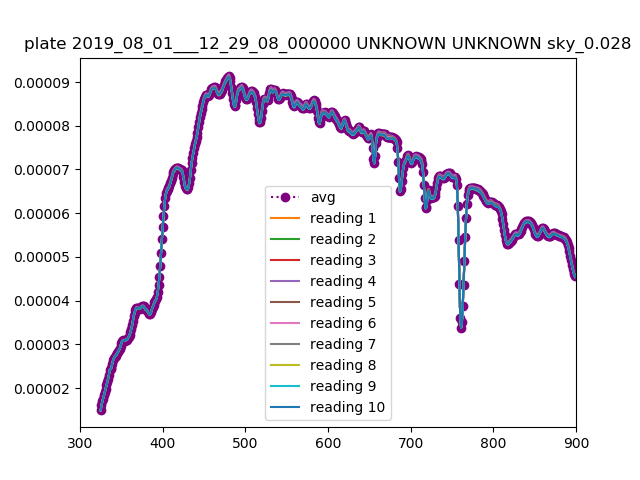 plate 2019_08_01___12_29_08_000000 UNKNOWN UNKNOWN sky_0.028
0.00009
0.00008
0.00007
0.00006
0.00005
0.00004
0.00003
0.00002
avg
reading 1
reading 2
reading 3
reading 4
reading 5
reading 6
reading 7
reading 8
reading 9
reading 10
300 400 500 600 700 800 900